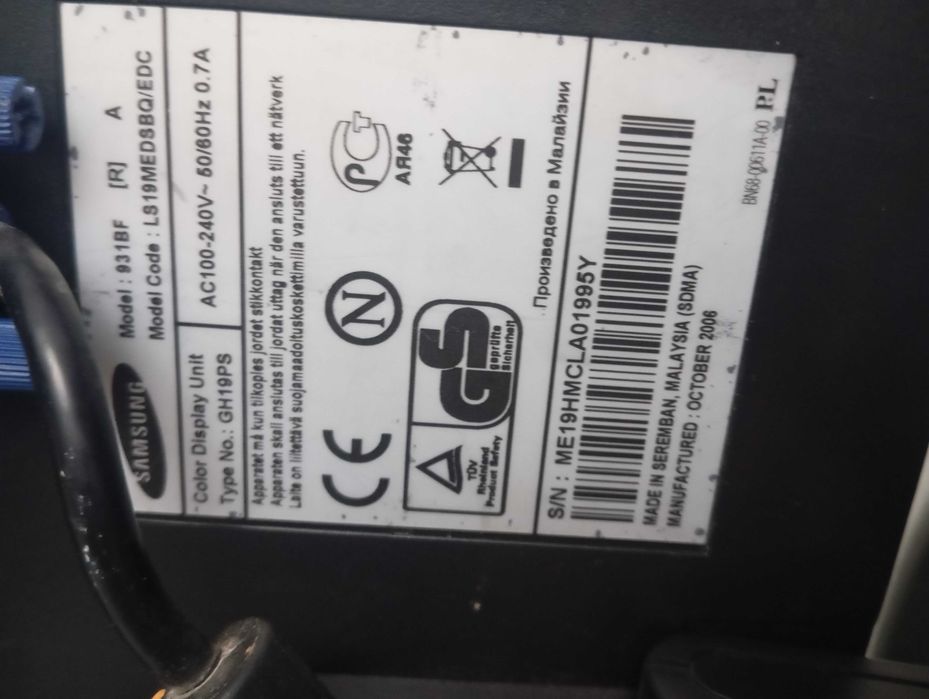 SAMSUNG
Model : 931BF [R] A
Model Code : LS19MEDSBQ/EDC
Color Display Unit
Type No.: GH19PS
AC100-240V~ 50/60Hz 0.7A
Apparatet må kun tilkoples jordet stikkontakt
Apparaten skall anslutas till jordat uttag när den ansluts till ett nätverk
Laite on liitettävä suojamaadoituskoskettimilla varustettuun.
CE
N
PCT
AЯ46
TÜV
Rheinland
Product Safety
GS
geprüfte
Sicherheit
Произведено в Малайзии
S/N : ME19HMCLA01995Y
MADE IN SEREMBAN, MALAYSIA (SDMA)
MANUFACTURED : OCTOBER 2006
BN68-00611A-00 P.L